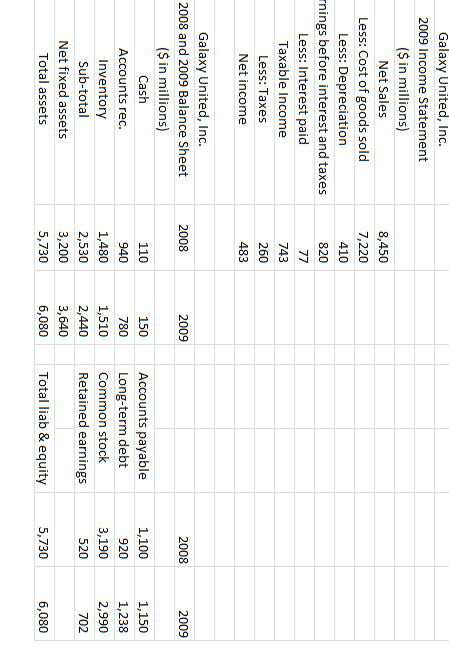 Galaxy United, Inc.
2009 Income Statement
($ in millions)
Net Sales 8,450
Less: Cost of goods sold 7,220
Less: Depreciation 410
rnings before interest and taxes 820
Less: Interest paid 77
Taxable Income 743
Less: Taxes 260
Net income 483
Galaxy United, Inc.
2008 and 2009 Balance Sheet 2008 2009 2008 2009
($ in millions)
Cash 110 150 Accounts payable 1,100 1,150
Accounts rec. 940 780 Long-term debt 920 1,238
Inventory 1,480 1,510 Common stock 3,190 2,990
Sub-total 2,530 2,440 Retained earnings 520 702
Net fixed assets 3,200 3,640
Total assets 5,730 6,080 Total liab & equity 5,730 6,080